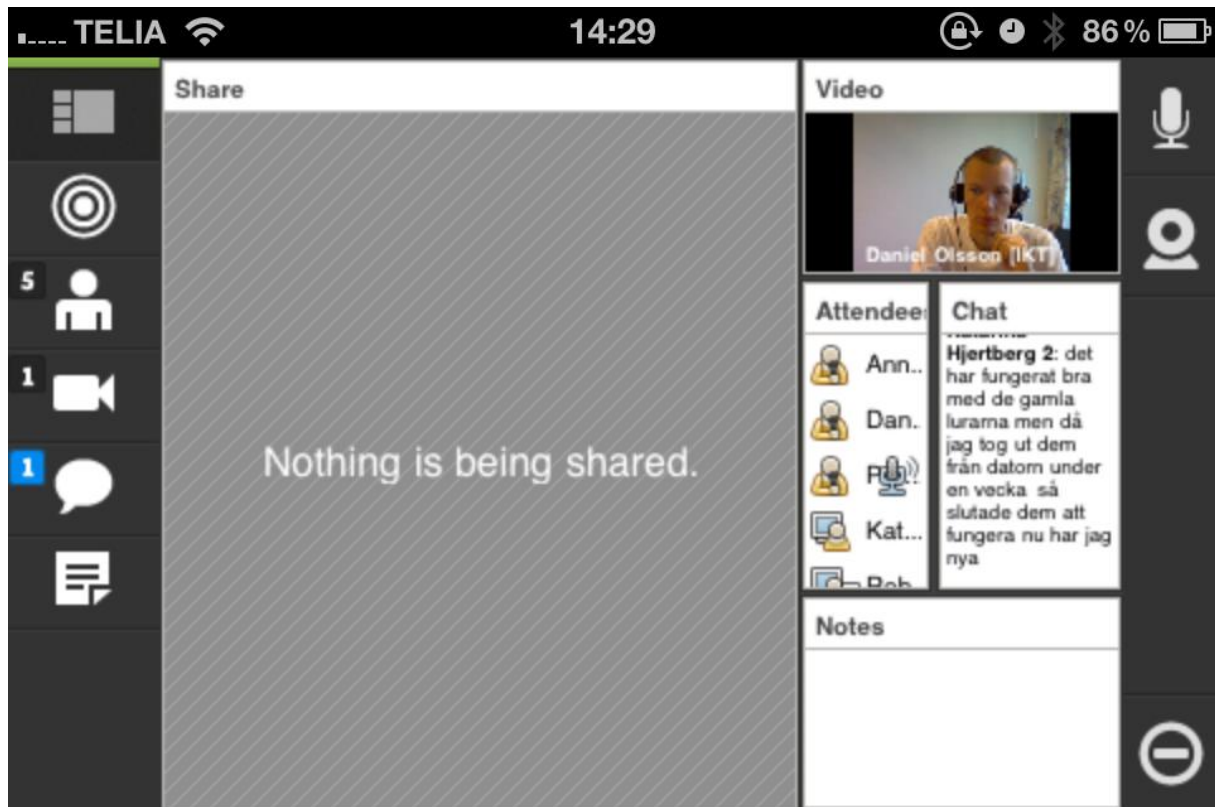 TELIA
14:29
86%
Share
Nothing is being shared.
5
1
1
Video
Daniel Olsson [IKT]
Attendees
Ann..
Dan..
Kat...
Chat
Hjertberg 2: det
har fungerat bra
med de gamla
lurarna men då
jag tog ut dem
från datorn under
en vecka så
slutade dem att
fungera nu har jag
nya
Notes